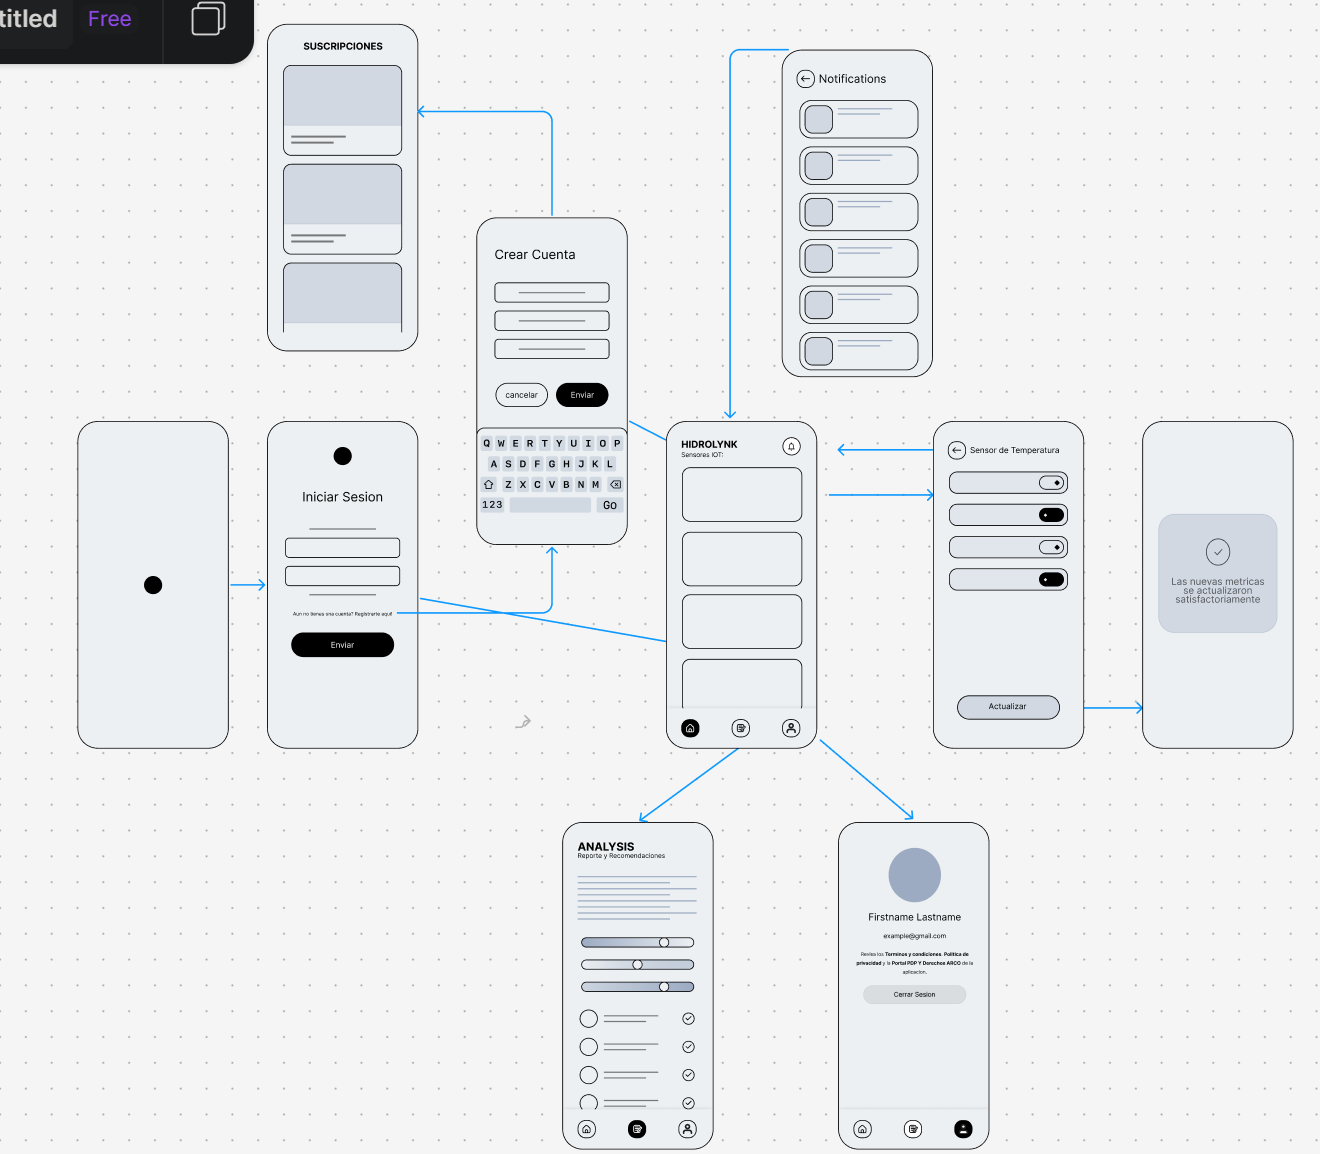 titled
Free
SUSCRIPCIONES
Notifications
Crear Cuenta
cancelar
Enviar
Q W E R T Y U I O P
A S D F G H J K L
Z X C V B N M
123
Go
Iniciar Sesion
Aun no tienes una cuenta? Registrarte aquí!
Enviar
HIDROLYNK
Sensores IOT:
Sensor de Temperatura
Actualizar
Las nuevas metricas
se actualizaron
satisfactoriamente
ANALYSIS
Reporte y Recomendaciones
Firstname Lastname
example@gmail.com
Revisa los Terminos y condiciones, Politica de
privacidad y la Portal PDP Y Derechos ARCO de la
aplicacion.
Cerrar Sesion